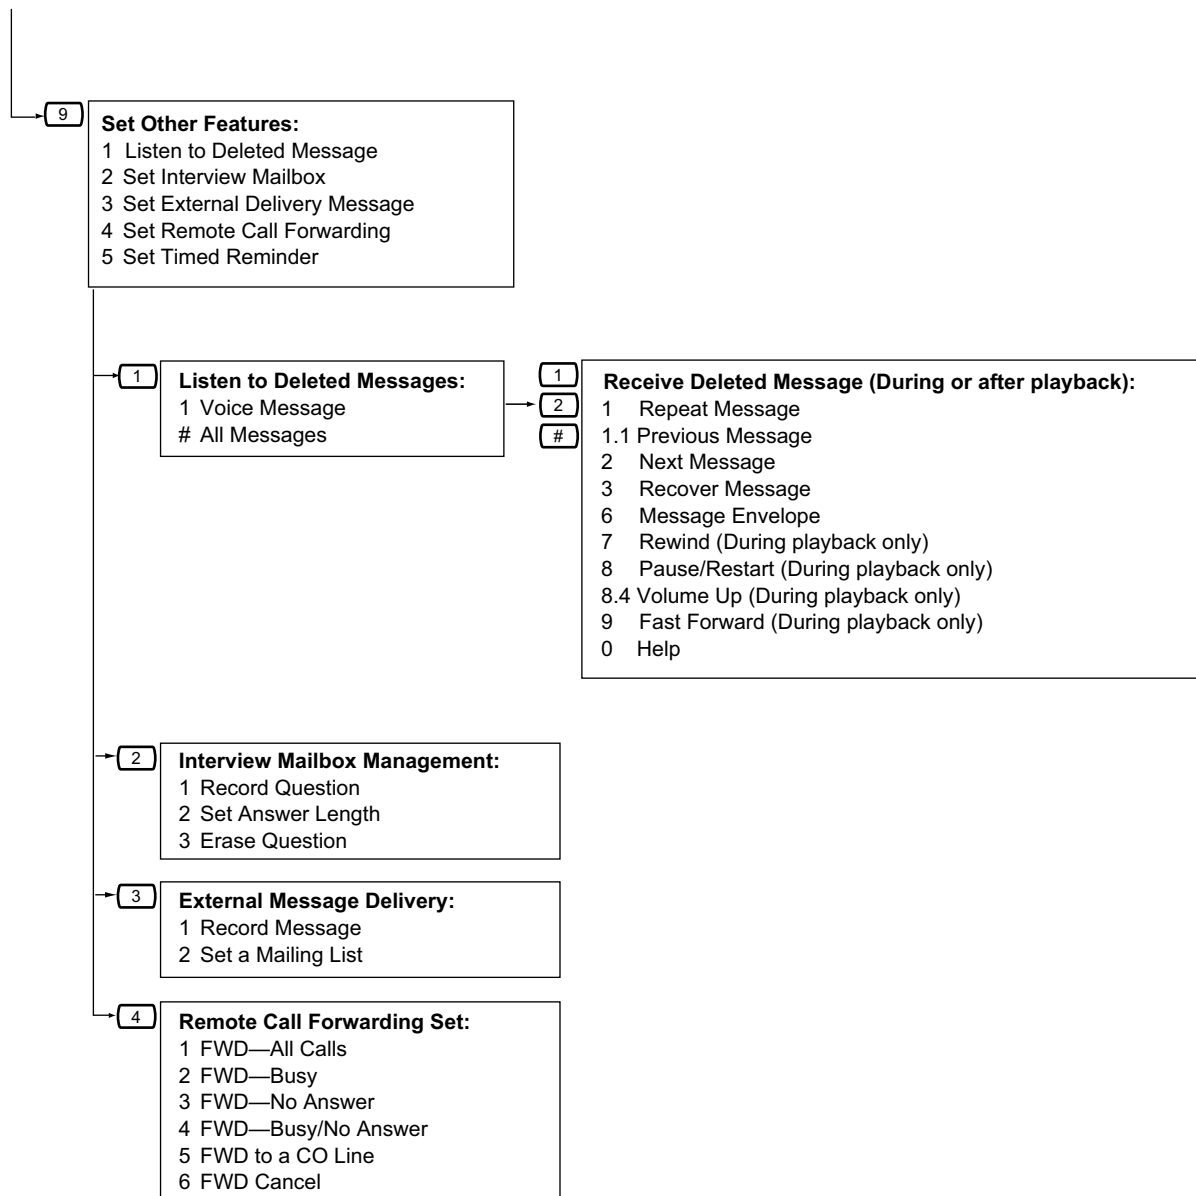 9
Set Other Features:
1 Listen to Deleted Message
2 Set Interview Mailbox
3 Set External Delivery Message
4 Set Remote Call Forwarding
5 Set Timed Reminder
1
Listen to Deleted Messages:
1 Voice Message
# All Messages
1
2
#
Receive Deleted Message (During or after playback):
1 Repeat Message
1.1 Previous Message
2 Next Message
3 Recover Message
6 Message Envelope
7 Rewind (During playback only)
8 Pause/Restart (During playback only)
8.4 Volume Up (During playback only)
9 Fast Forward (During playback only)
0 Help
2
Interview Mailbox Management:
1 Record Question
2 Set Answer Length
3 Erase Question
3
External Message Delivery:
1 Record Message
2 Set a Mailing List
4
Remote Call Forwarding Set:
1 FWD—All Calls
2 FWD—Busy
3 FWD—No Answer
4 FWD—Busy/No Answer
5 FWD to a CO Line
6 FWD Cancel